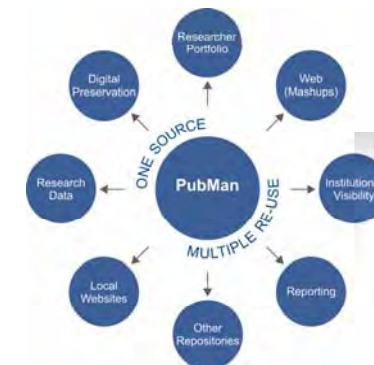 Researcher
Portfolio
Digital
Preservation
Web
(Mashups)
ONE SOURCE
Research
Data
PubMan
Institution
Visibility
MULTIPLE RE-USE
Local
Websites
Reporting
Other
Repositories